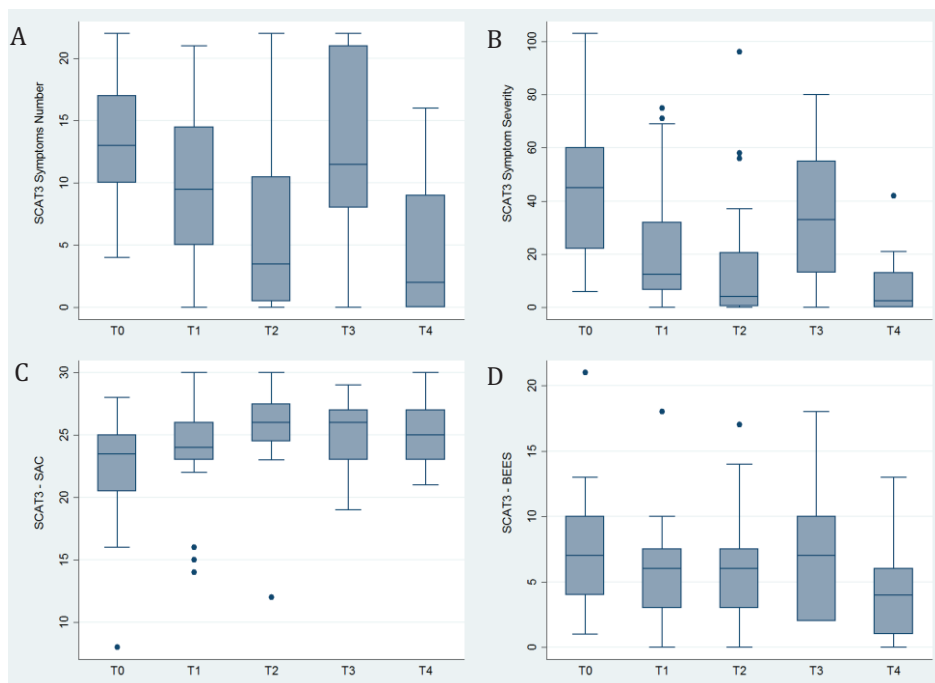 A
SCAT3 Symptoms Number
20
15
10
5
0
T0 T1 T2 T3 T4
B
SCAT3 Symptom Severity
100
80
60
40
20
0
T0 T1 T2 T3 T4
C
SCAT3 - SAC
30
25
20
15
10
T0 T1 T2 T3 T4
D
SCAT3 - BEES
20
15
10
5
0
T0 T1 T2 T3 T4